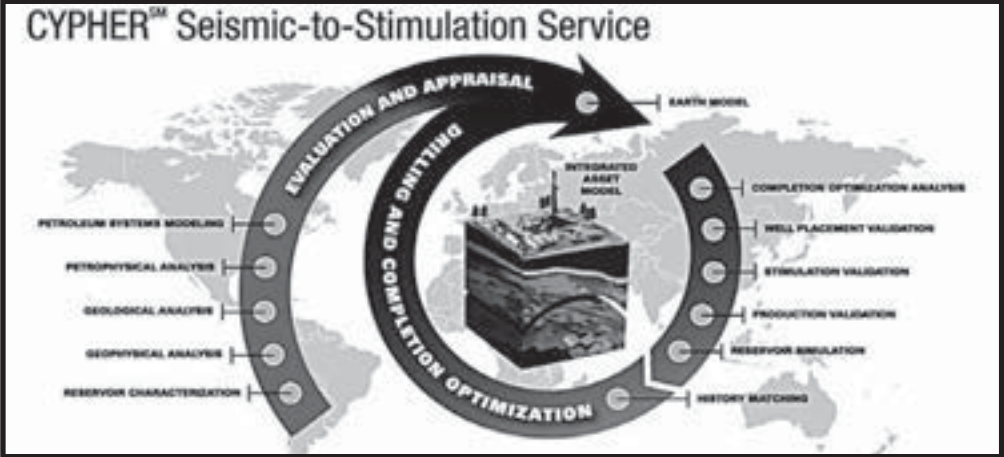 CYPHER℠ Seismic-to-Stimulation Service
EVALUATION AND APPRAISAL
EARTH MODEL
DRILLING AND COMPLETION OPTIMIZATION
INTEGRATED
ASSET
MODEL
PETROLEUM SYSTEMS MODELING
PETROPHYSICAL ANALYSIS
GEOLOGICAL ANALYSIS
GEOPHYSICAL ANALYSIS
RESERVOIR CHARACTERIZATION
COMPLETION OPTIMIZATION ANALYSIS
WELL PLACEMENT VALIDATION
STIMULATION VALIDATION
PRODUCTION VALIDATION
RESERVOIR SIMULATION
HISTORY MATCHING